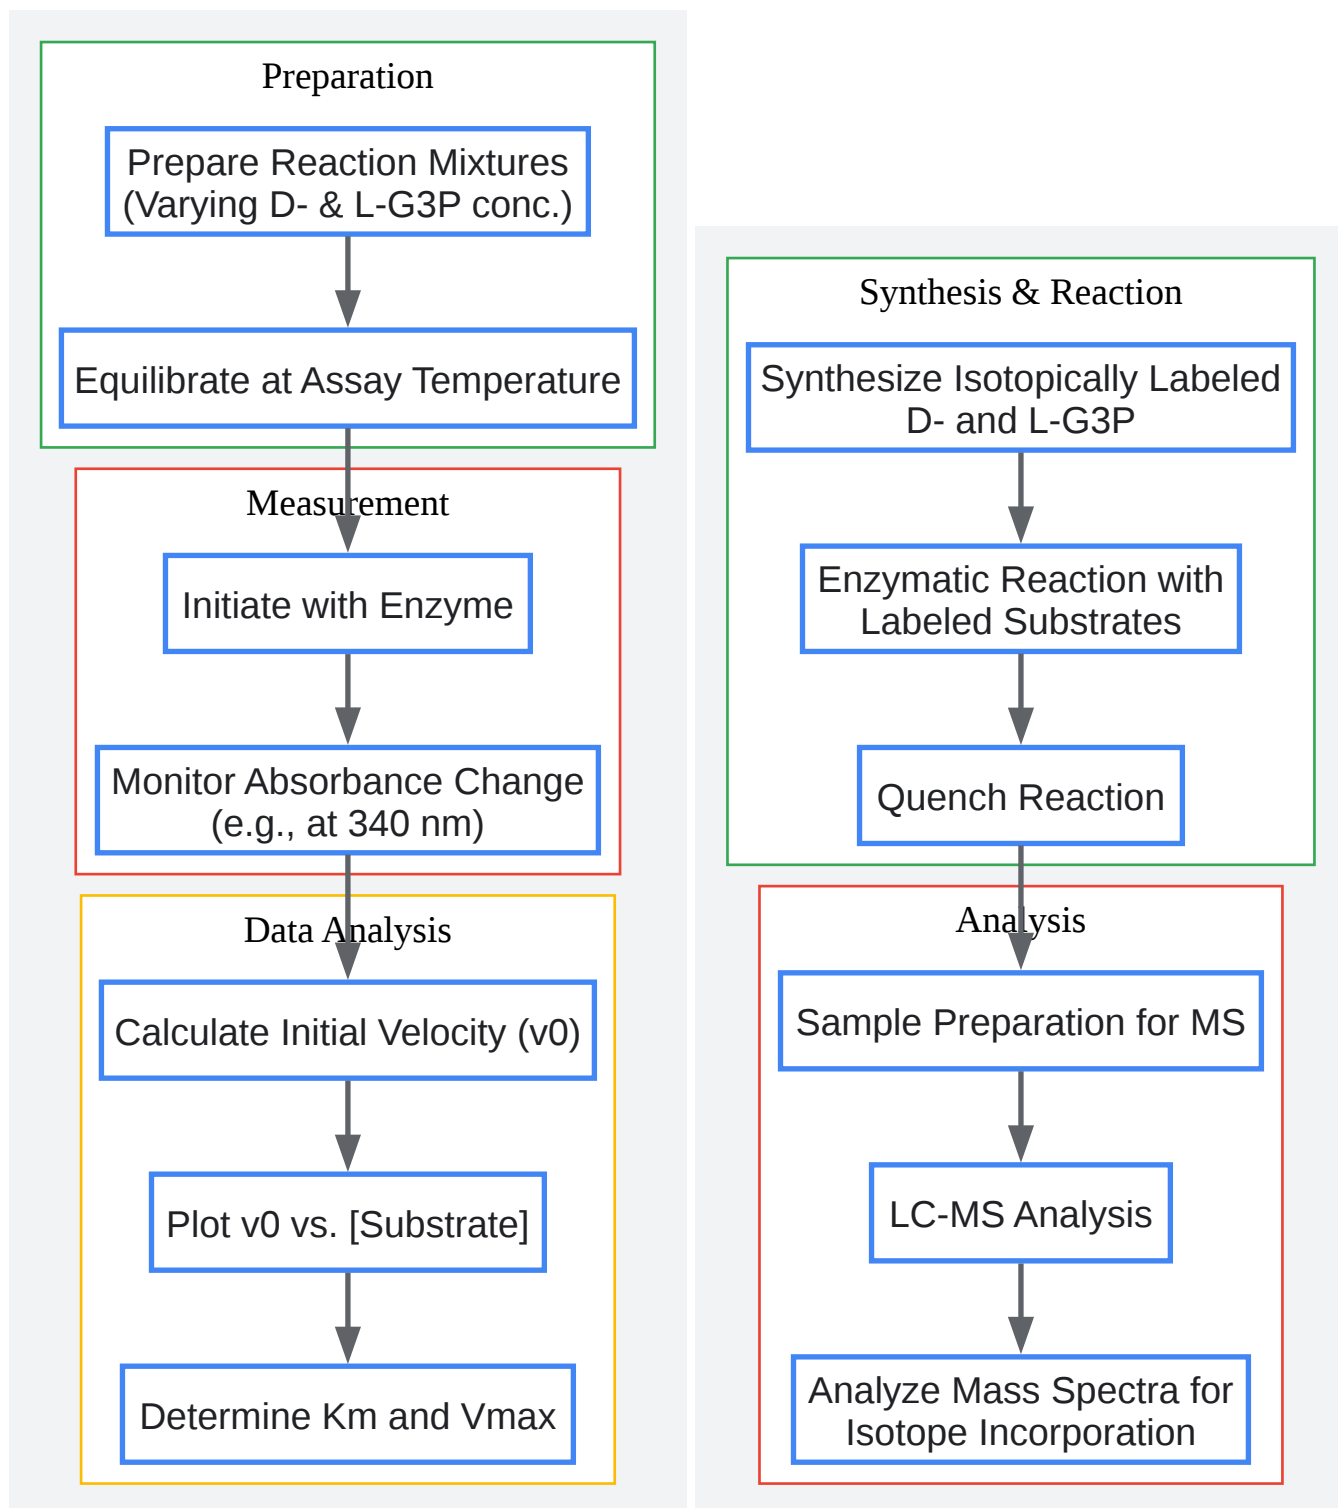 Preparation
Prepare Reaction Mixtures
(Varying D- & L-G3P conc.)
Equilibrate at Assay Temperature
Measurement
Initiate with Enzyme
Monitor Absorbance Change
(e.g., at 340 nm)
Data Analysis
Calculate Initial Velocity (v0)
Plot v0 vs. [Substrate]
Determine Km and Vmax
Synthesis & Reaction
Synthesize Isotopically Labeled
D- and L-G3P
Enzymatic Reaction with
Labeled Substrates
Quench Reaction
Analysis
Sample Preparation for MS
LC-MS Analysis
Analyze Mass Spectra for
Isotope Incorporation